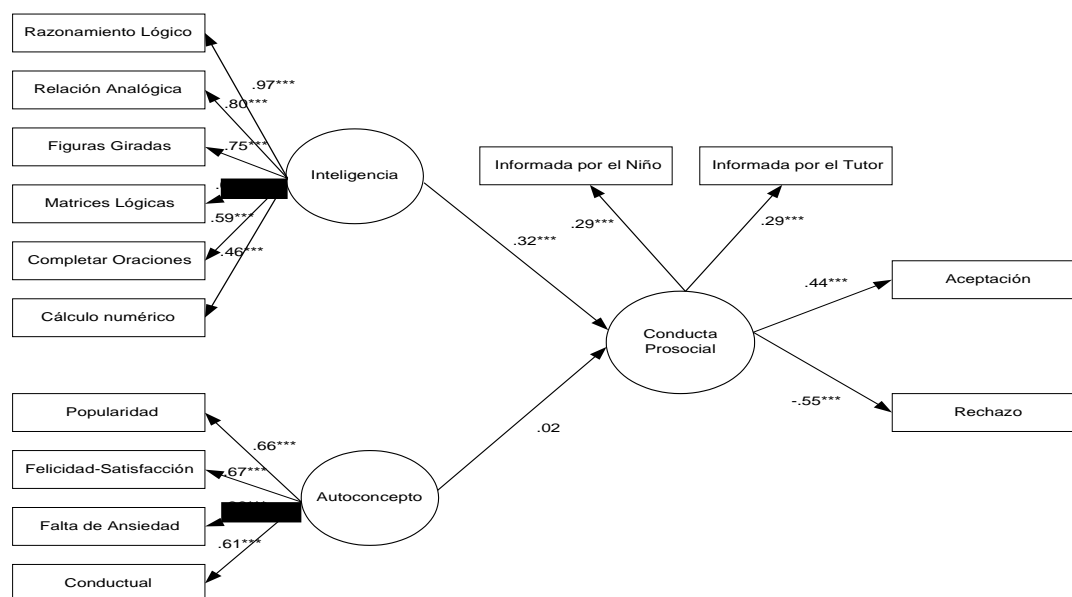 Razonamiento Lógico
.97***
Relación Analógica
.80***
Figuras Giradas
.75***
Matrices Lógicas
.59***
Completar Oraciones
.46***
Cálculo numérico
Inteligencia
Informada por el Niño
Informada por el Tutor
.29***
.29***
.32***
Conducta
Prosocial
.44***
Aceptación
-.55***
Rechazo
Popularidad
.66***
Felicidad-Satisfacción
.67***
Falta de Ansiedad
.61***
Conductual
Autoconcepto
.02